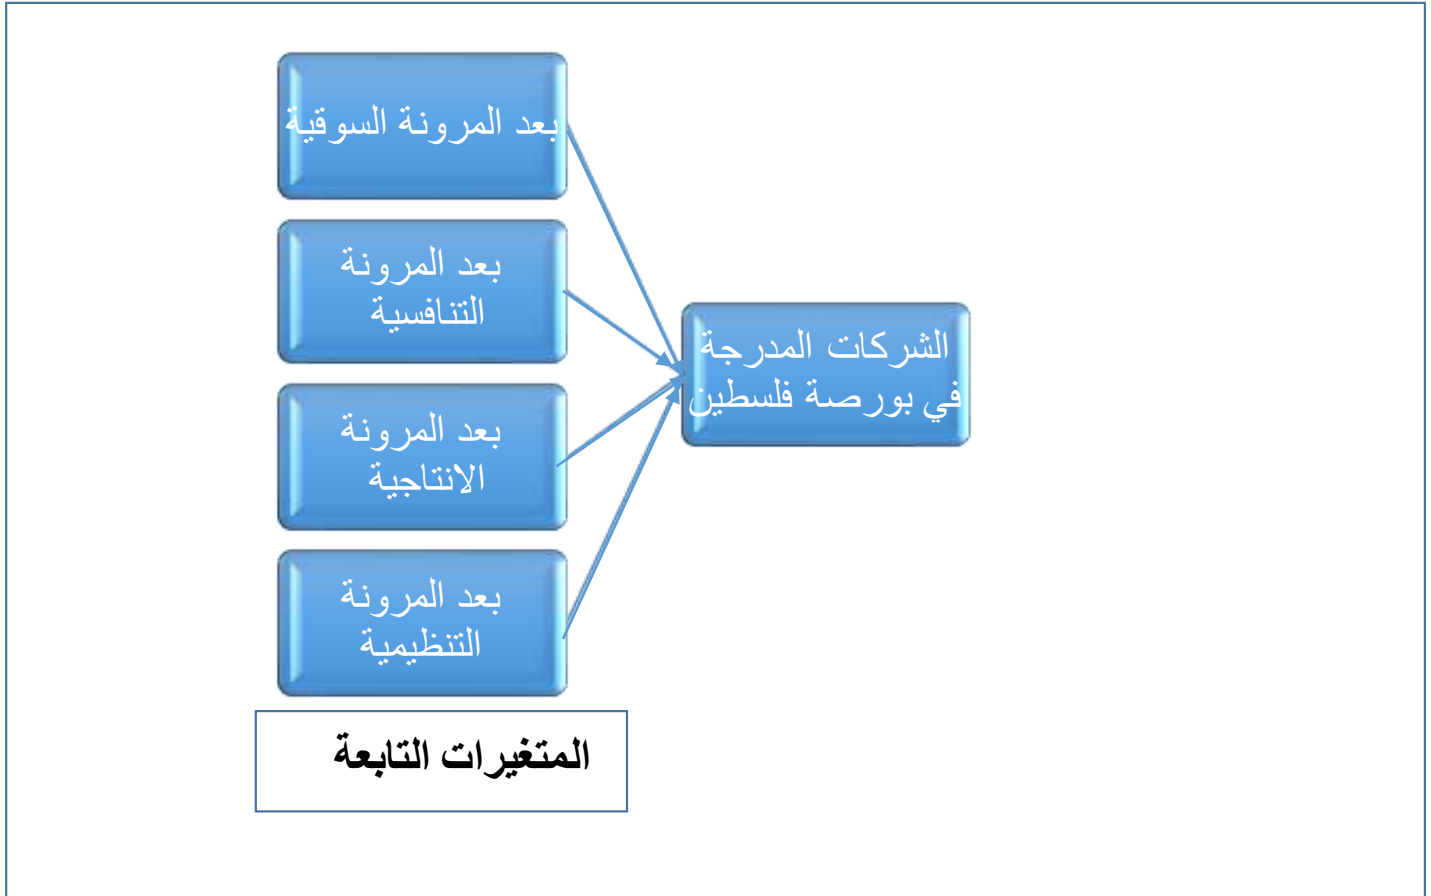 بعد المرونة السوقية
بعد المرونة
التنافسية
بعد المرونة
الانتاجية
بعد المرونة
التنظيمية
الشركات المدرجة
في بورصة فلسطين
المتغيرات التابعة